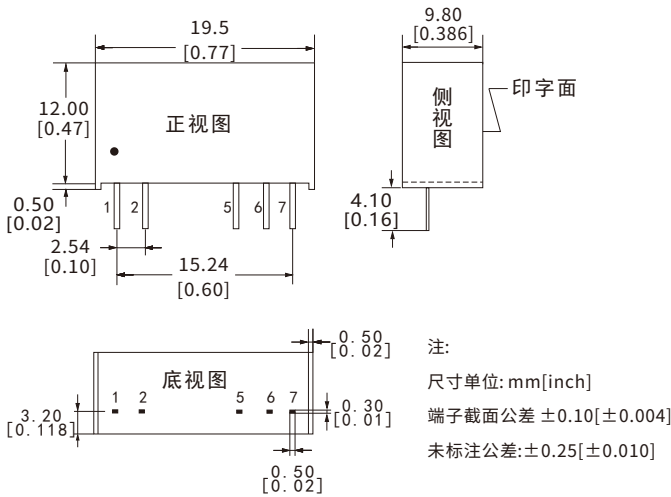 19.5
[0.77]
9.80
[0.386]
12.00
[0.47]
正视图
侧视图
印字面
0.50
[0.02]
1 2 5 6 7
4.10
[0.16]
2.54
[0.10]
15.24
[0.60]
0.50
[0.02]
底视图
1 2 5 6 7
3.20
[0.118]
0.30
[0.01]
0.50
[0.02]
注:
尺寸单位: mm[inch]
端子截面公差 ±0.10[±0.004]
未标注公差:±0.25[±0.010]